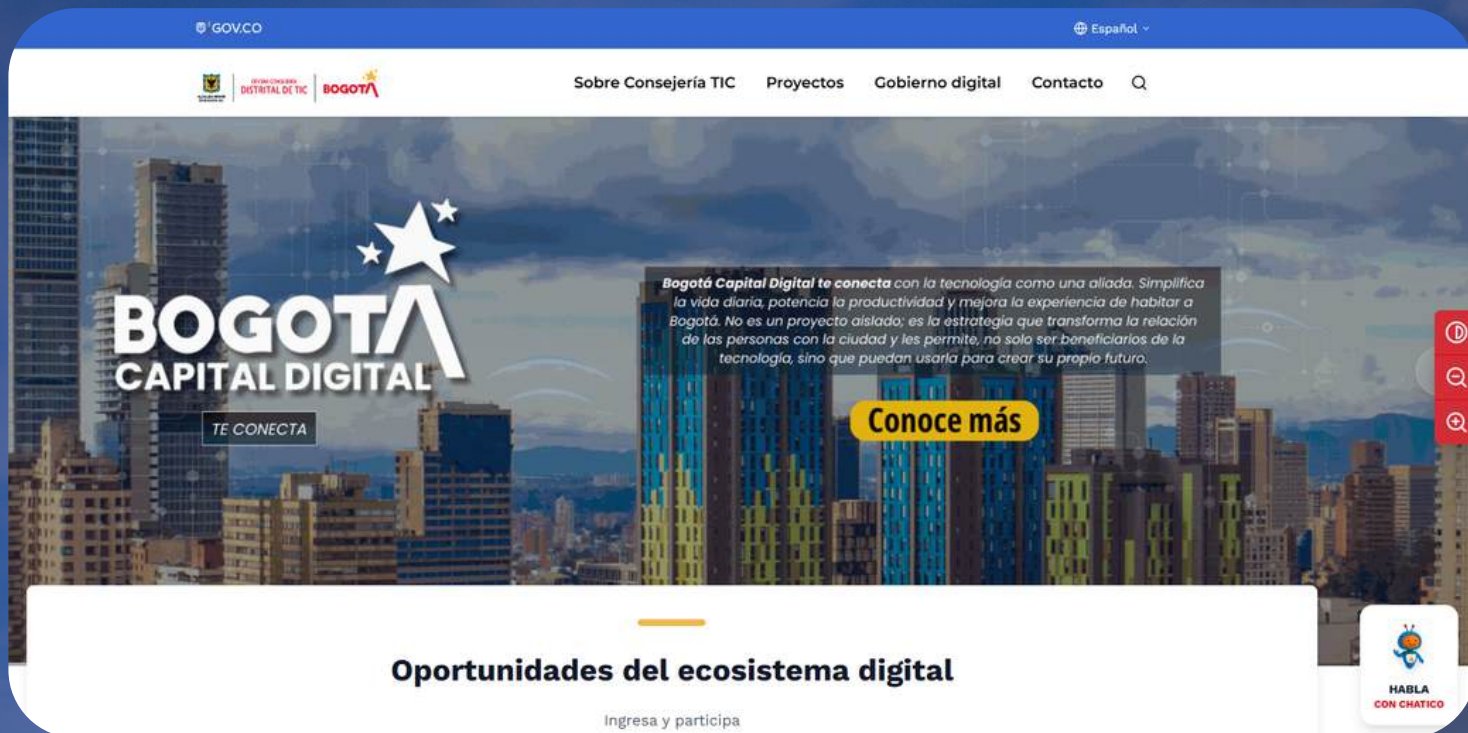 GOV.CO
Español
OFICINA CONSEJERÍA
DISTRITAL DE TIC
BOGOTÁ
Sobre Consejería TIC
Proyectos
Gobierno digital
Contacto
BOGOTÁ
CAPITAL DIGITAL
TE CONECTA
Bogotá Capital Digital te conecta con la tecnología como una aliada. Simplifica
la vida diaria, potencia la productividad y mejora la experiencia de habitar a
Bogotá. No es un proyecto aislado; es la estrategia que transforma la relación
de las personas con la ciudad y les permite, no solo ser beneficiarios de la
tecnología, sino que puedan usarla para crear su propio futuro.
Conoce más
Oportunidades del ecosistema digital
Ingresa y participa
HABLA
CON CHATICO